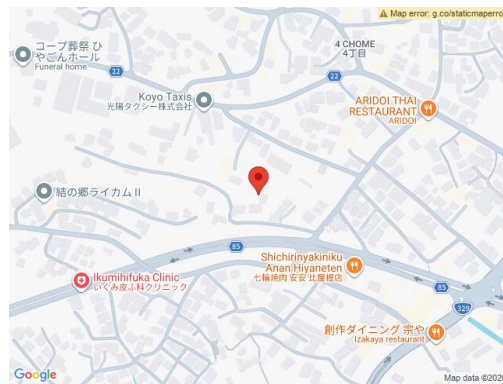 Map error: g.co/staticmaperro
コープ葬祭 ひ
やごんホール
Funeral home
4 CHOME
4丁目
22
22
Koyo Taxis
光陽タクシー株式会社
ARIDOI THAI
RESTAURANT
ARIDOI
結の郷ライカムⅡ
85
Shichirinyakiniku
Anan Hiyaneten
七輪焼肉 安安 比屋根店
Ikumihifuka Clinic
いくみ皮ふ科クリニック
85
329
創作ダイニング 宗や
Izakaya restaurant
Google
Map data ©202